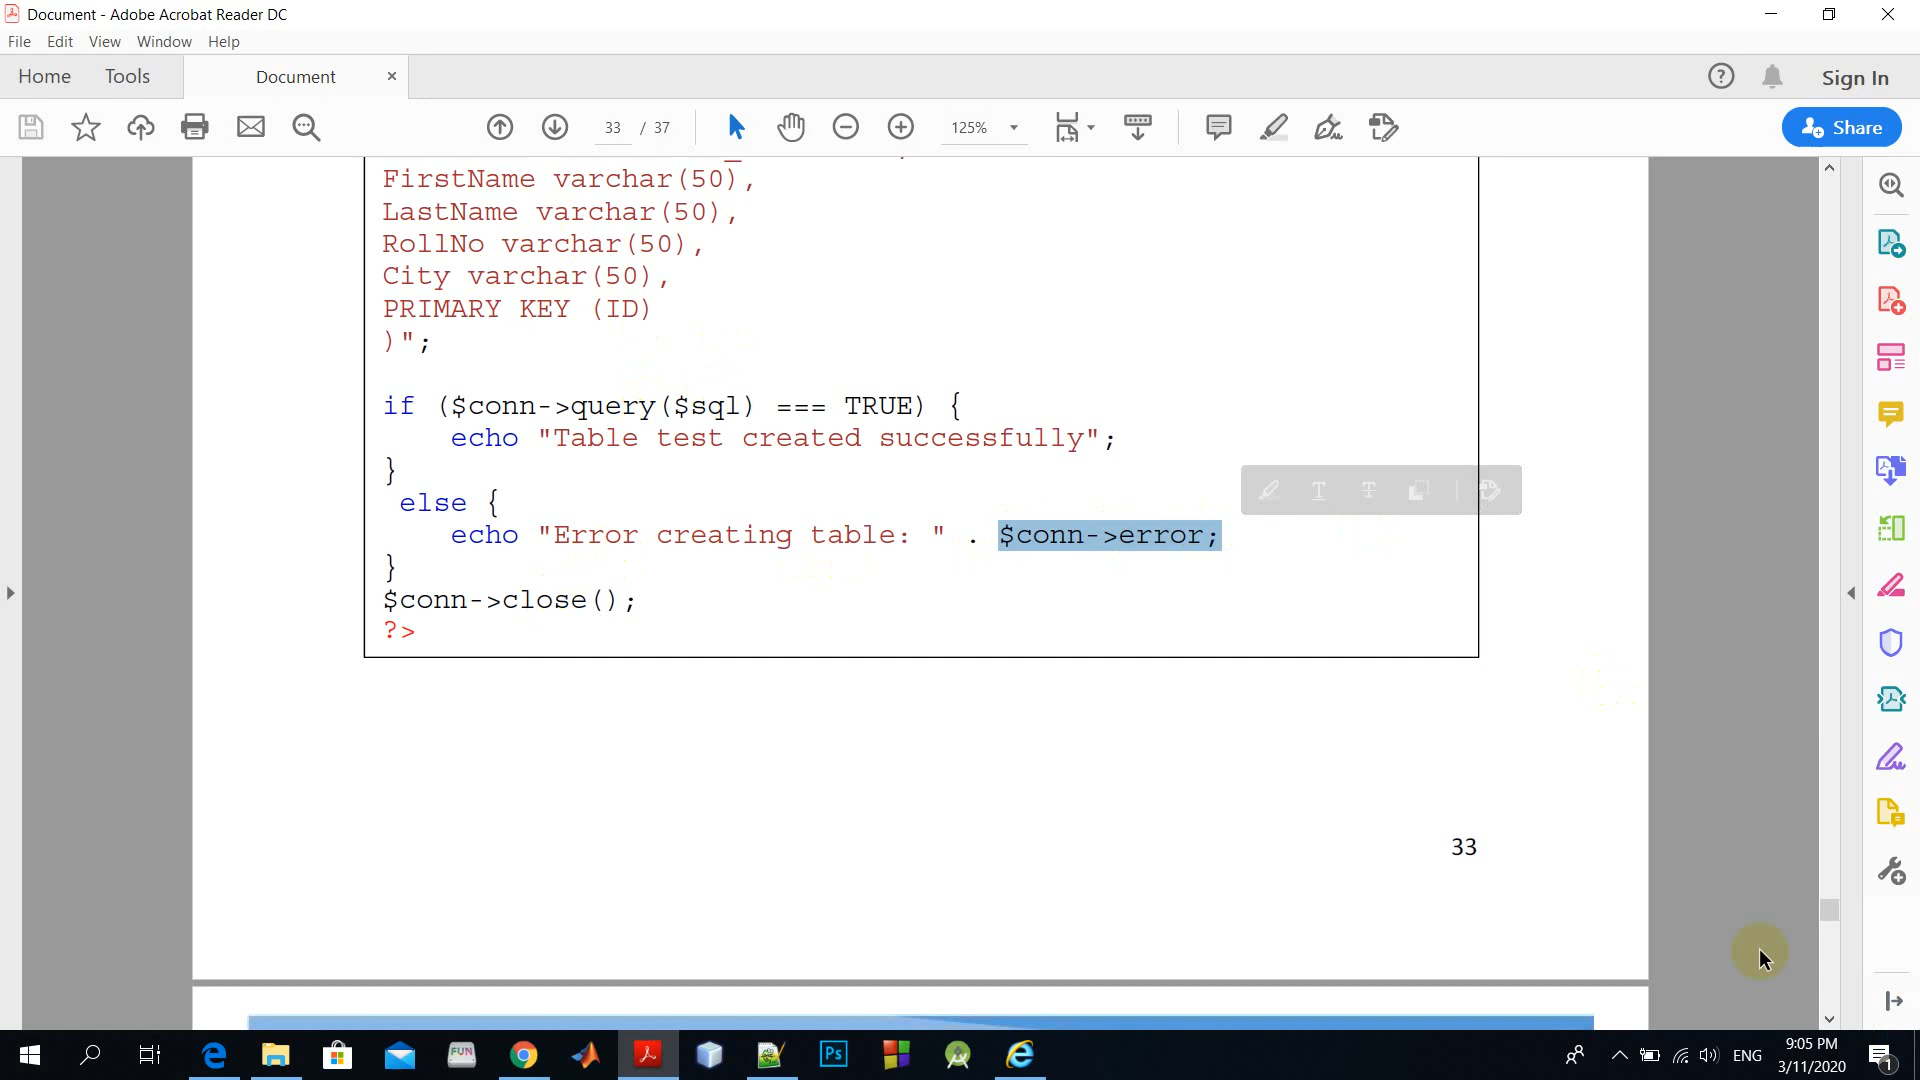 Document - Adobe Acrobat Reader DC
File Edit View Window Help
Home Tools Document Sign In
33 / 37 125% Share
FirstName varchar(50),
LastName varchar(50),
RollNo varchar(50),
City varchar(50),
PRIMARY KEY (ID)
)";
if ($conn->query($sql) === TRUE) {
echo "Table test created successfully";
}
else {
echo "Error creating table: " . $conn->error;
}
$conn->close();
?>
33
FUN
Ps
ENG
9:05 PM
3/11/2020
1